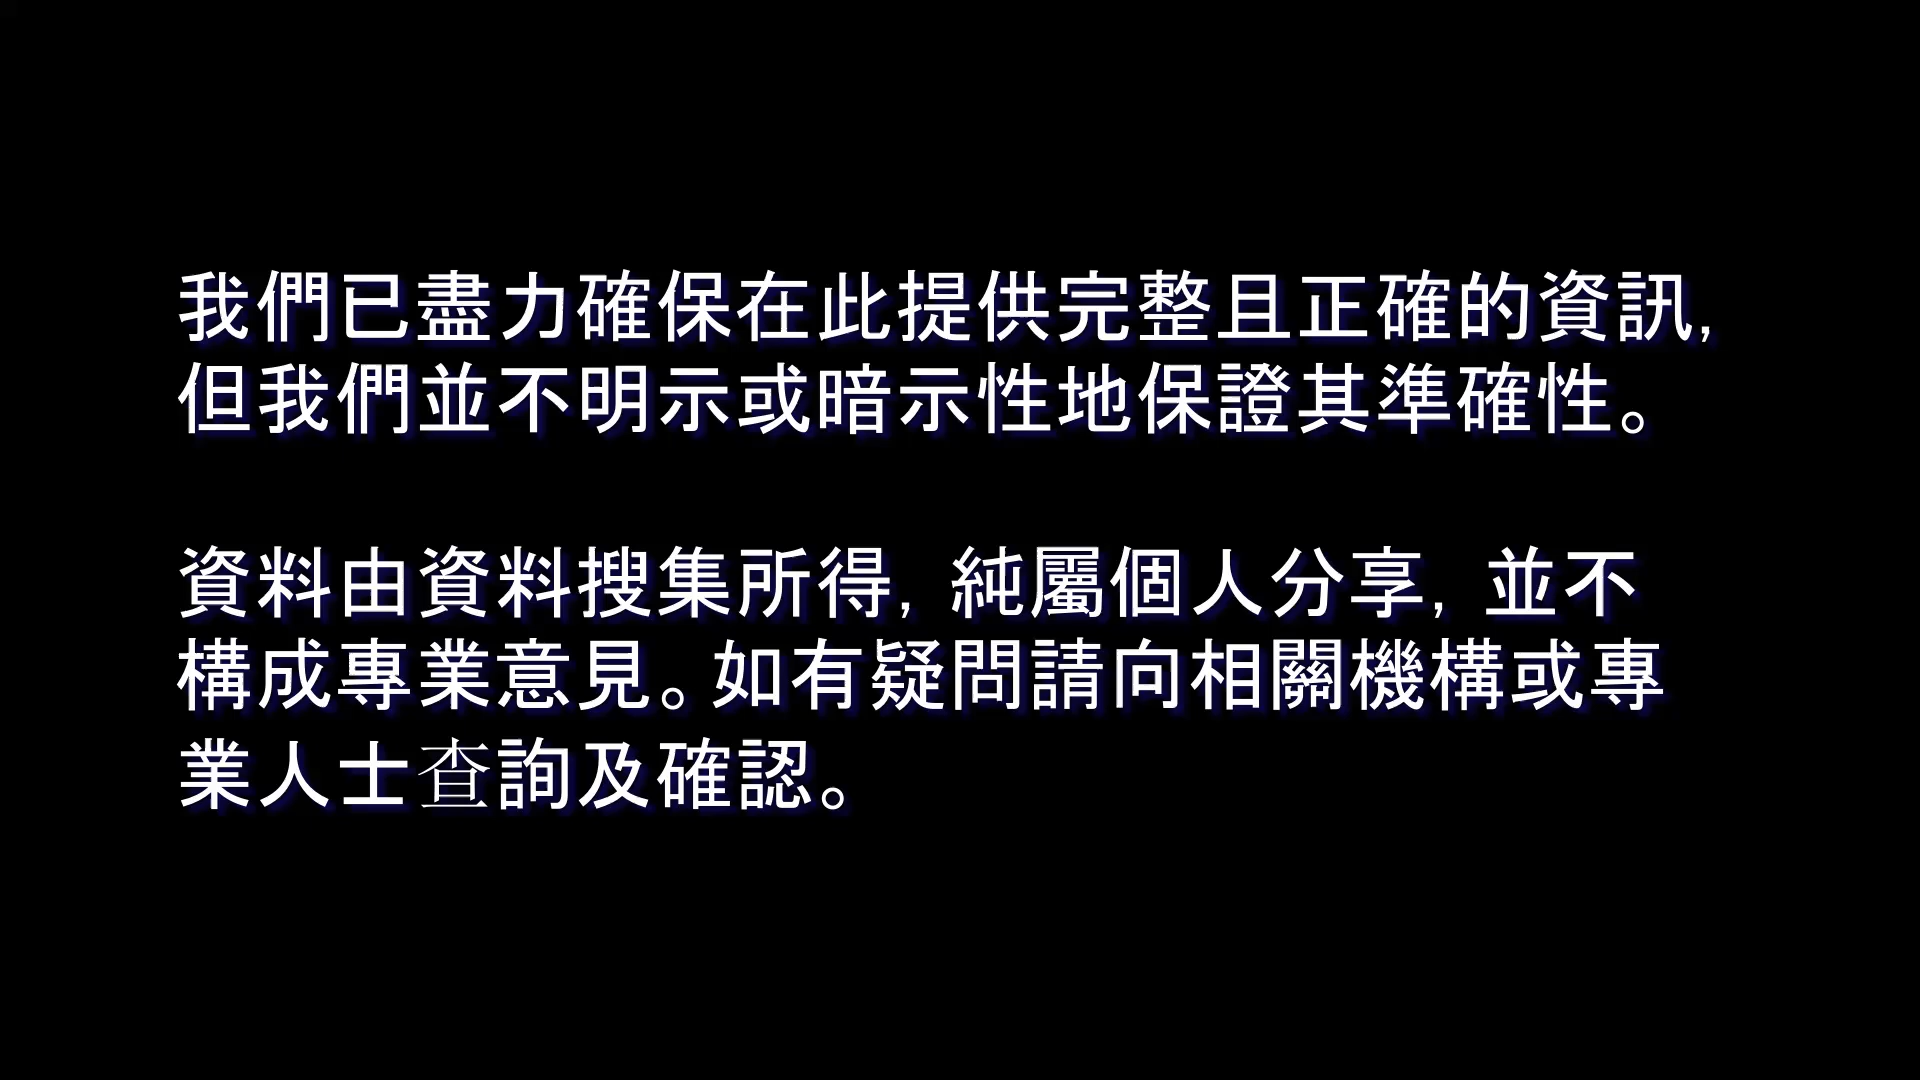 我們已盡力確保在此提供完整且正確的資訊,
但我們並不明示或暗示性地保證其準確性。
資料由資料搜集所得, 純屬個人分享, 並不
構成專業意見。如有疑問請向相關機構或專
業人士查詢及確認。